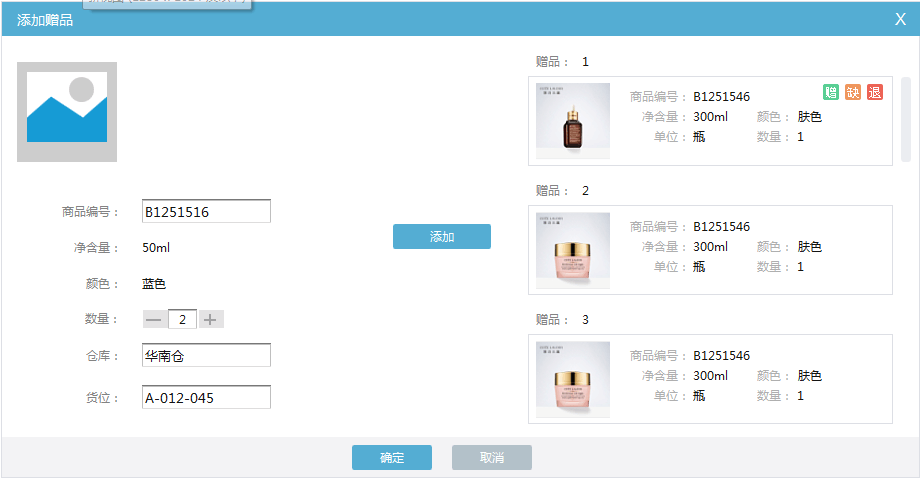 添加赠品 X
商品编号： B1251516
净含量： 50ml
颜色： 蓝色
数量： 2
仓库： 华南仓
货位： A-012-045
添加
赠品： 1
商品编号： B1251546 赠 缺 退
净含量： 300ml 颜色： 肤色
单位： 瓶 数量： 1
赠品： 2
商品编号： B1251546
净含量： 300ml 颜色： 肤色
单位： 瓶 数量： 1
赠品： 3
商品编号： B1251546
净含量： 300ml 颜色： 肤色
单位： 瓶 数量： 1
确定 取消